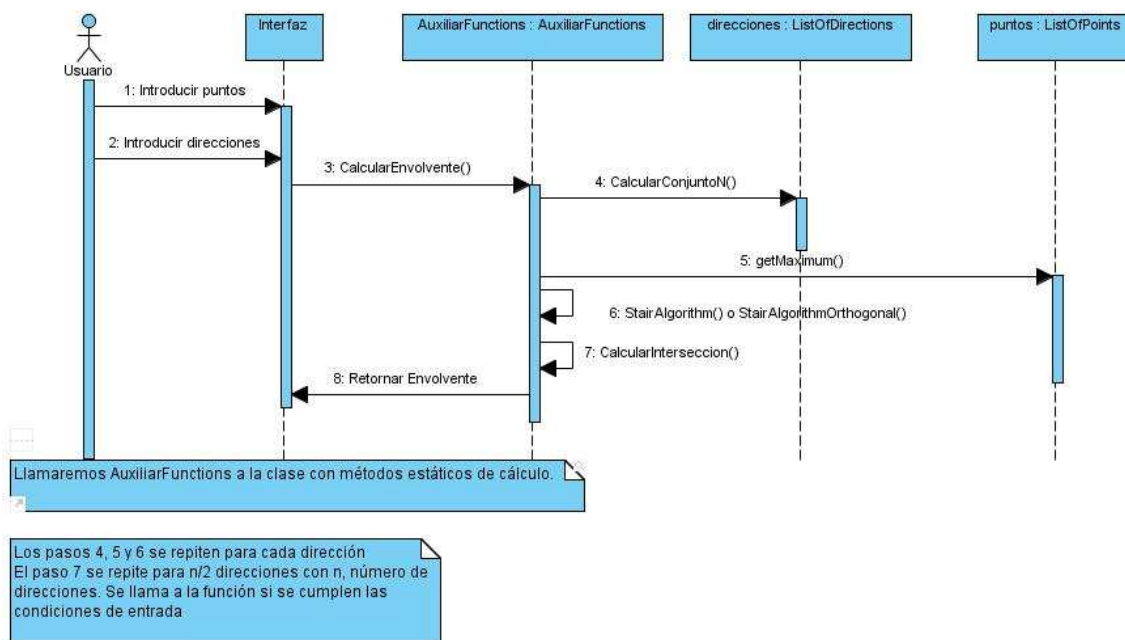 Usuario
Interfaz
AuxiliarFunctions : AuxiliarFunctions
direcciones : ListOfDirections
puntos : ListOfPoints
1: Introducir puntos
2: Introducir direcciones
3: CalcularEnvolvente()
4: CalcularConjuntoN()
5: getMaximum()
6: StairAlgorithm() o StairAlgorithmOrthogonal()
7: CalcularInterseccion()
8: Retornar Envolvente
Llamaremos AuxiliarFunctions a la clase con métodos estáticos de cálculo.
Los pasos 4, 5 y 6 se repiten para cada dirección
El paso 7 se repite para n/2 direcciones con n, número de
direcciones. Se llama a la función si se cumplen las
condiciones de entrada